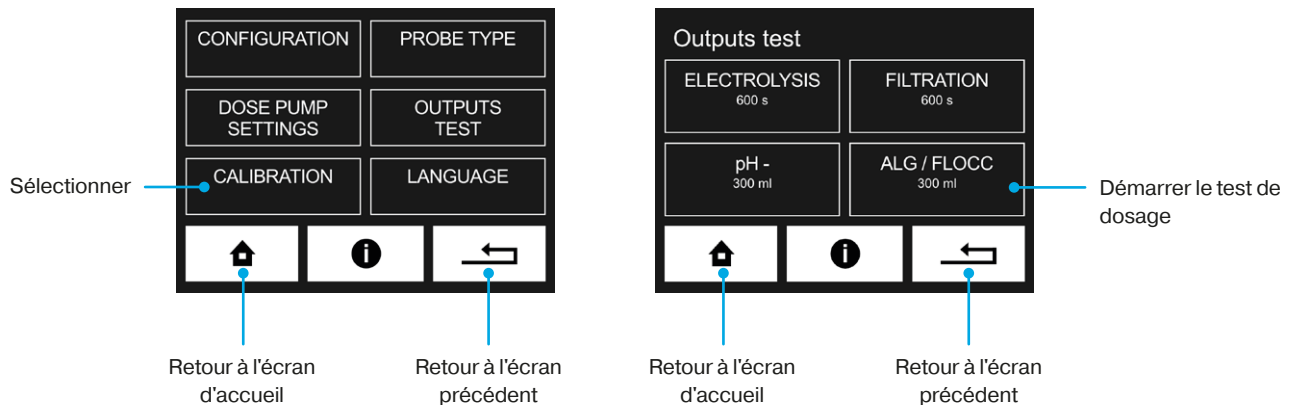 CONFIGURATION
PROBE TYPE
DOSE PUMP
SETTINGS
OUTPUTS
TEST
Sélectionner
CALIBRATION
LANGUAGE
Retour à l'écran
d'accueil
Retour à l'écran
précédent
Outputs test
ELECTROLYSIS
600 s
FILTRATION
600 s
pH -
300 ml
ALG / FLOCC
300 ml
Démarrer le test de
dosage
Retour à l'écran
d'accueil
Retour à l'écran
précédent